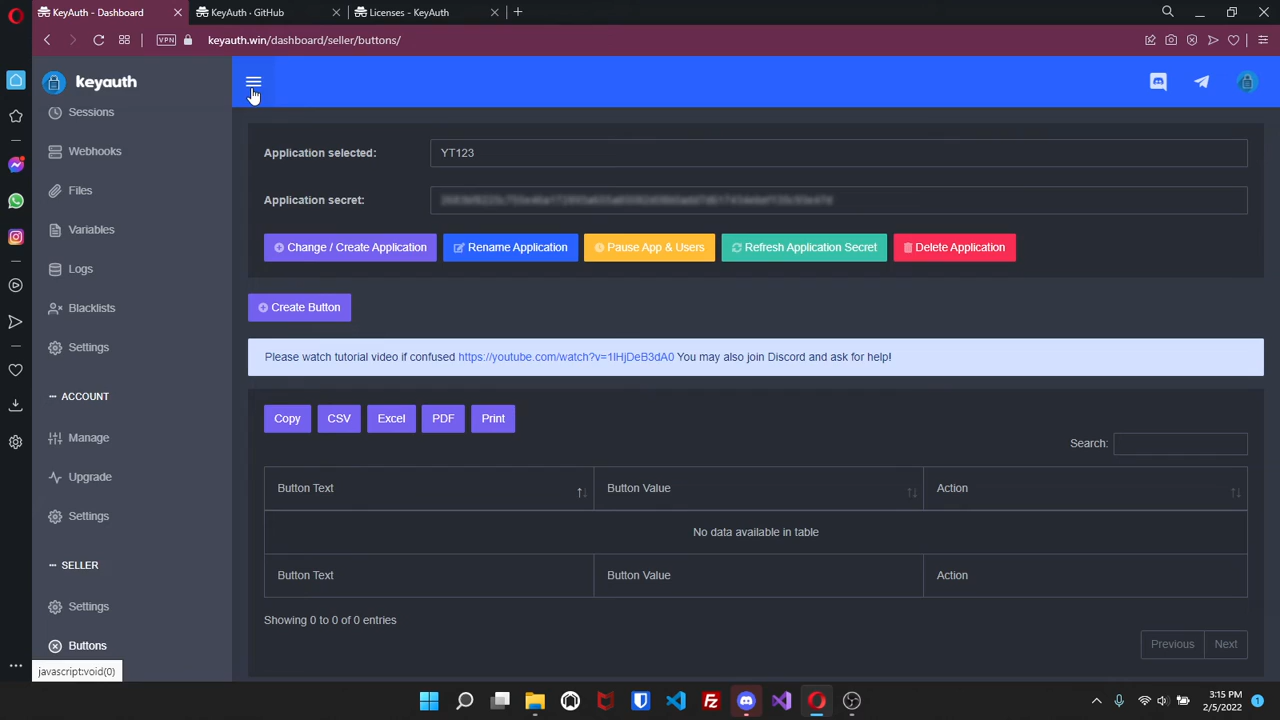 KeyAuth - Dashboard
KeyAuth · GitHub
Licenses - KeyAuth
VPN
keyauth.win/dashboard/seller/buttons/
keyauth
Sessions
Webhooks
Files
Variables
Logs
Blacklists
Settings
ACCOUNT
Manage
Upgrade
Settings
SELLER
Settings
Buttons
javascript:void(0)
Application selected:
YT123
Application secret:
Change / Create Application
Rename Application
Pause App & Users
Refresh Application Secret
Delete Application
Create Button
Please watch tutorial video if confused https://youtube.com/watch?v=1lHjDeB3dA0 You may also join Discord and ask for help!
Copy
CSV
Excel
PDF
Print
Search:
Button Text
Button Value
Action
No data available in table
Button Text
Button Value
Action
Showing 0 to 0 of 0 entries
Previous
Next
3:15 PM
2/5/2022
1